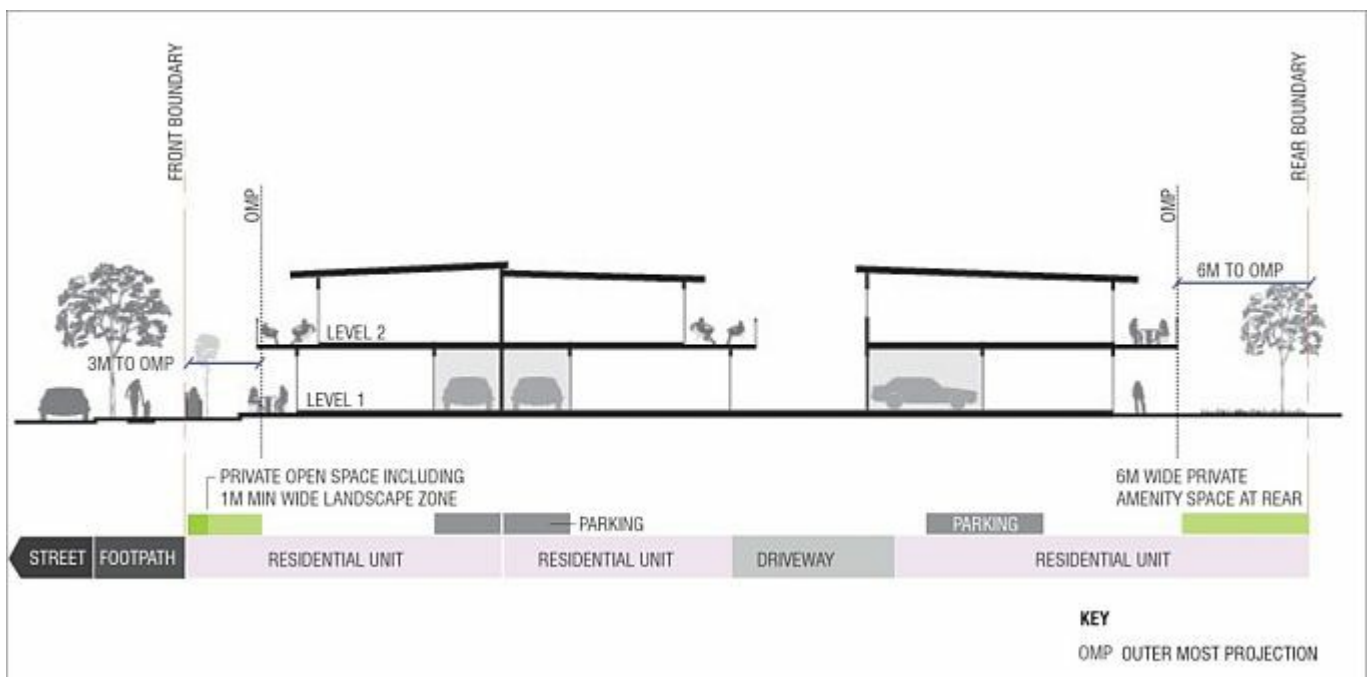 FRONT BOUNDARY
OMP
OMP
REAR BOUNDARY
6M TO OMP
LEVEL 2
3M TO OMP
LEVEL 1
PRIVATE OPEN SPACE INCLUDING
1M MIN WIDE LANDSCAPE ZONE
6M WIDE PRIVATE
AMENITY SPACE AT REAR
PARKING
PARKING
STREET
FOOTPATH
RESIDENTIAL UNIT
RESIDENTIAL UNIT
DRIVEWAY
RESIDENTIAL UNIT
KEY
OMP OUTER MOST PROJECTION